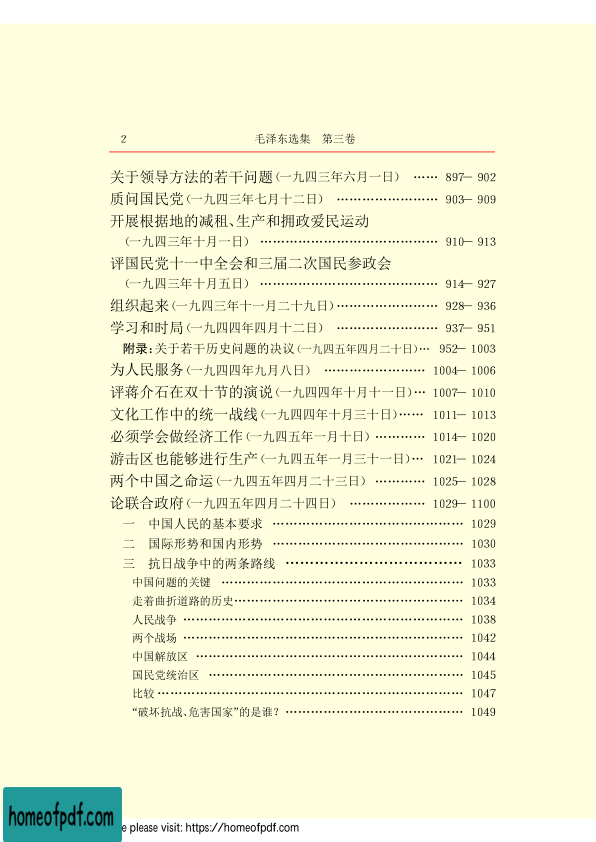 2 毛泽东选集 第三卷
关于领导方法的若干问题(一九四三年六月一日) …… 897— 902
质问国民党(一九四三年七月十二日) …………………… 903— 909
开展根据地的减租、生产和拥政爱民运动
(一九四三年十月一日) …………………………………… 910— 913
评国民党十一中全会和三届二次国民参政会
(一九四三年十月五日) …………………………………… 914— 927
组织起来(一九四三年十一月二十九日)…………………… 928— 936
学习和时局(一九四四年四月十二日) …………………… 937— 951
附录:关于若干历史问题的决议(一九四五年四月二十日)… 952— 1003
为人民服务(一九四四年九月八日) …………………… 1004— 1006
评蒋介石在双十节的演说(一九四四年十月十一日)… 1007— 1010
文化工作中的统一战线(一九四四年十月三十日)…… 1011— 1013
必须学会做经济工作(一九四五年一月十日) ………… 1014— 1020
游击区也能够进行生产(一九四五年一月三十一日)… 1021— 1024
两个中国之命运(一九四五年四月二十三日) ………… 1025— 1028
论联合政府(一九四五年四月二十四日) ……………… 1029— 1100
一 中国人民的基本要求 ……………………………………… 1029
二 国际形势和国内形势 ……………………………………… 1030
三 抗日战争中的两条路线 …………………………………… 1033
中国问题的关键 ………………………………………………… 1033
走着曲折道路的历史……………………………………………… 1034
人民战争 ………………………………………………………… 1038
两个战场 ………………………………………………………… 1042
中国解放区 ……………………………………………………… 1044
国民党统治区 …………………………………………………… 1045
比较……………………………………………………………… 1047
“破坏抗战、危害国家”的是谁? …………………………………… 1049
homeofpdf.com
e please visit: https://homeofpdf.com